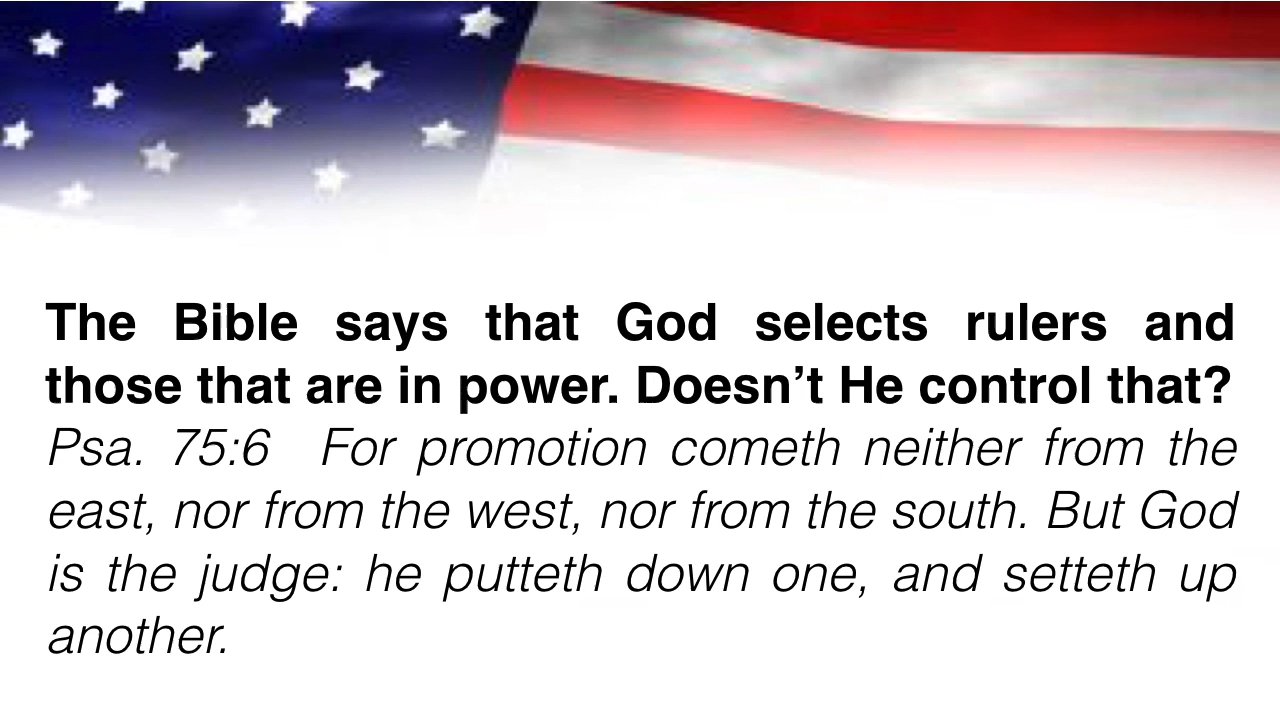 The Bible says that God selects rulers and
those that are in power. Doesn’t He control that?
Psa. 75:6  For promotion cometh neither from the
east, nor from the west, nor from the south. But God
is the judge: he putteth down one, and setteth up
another.